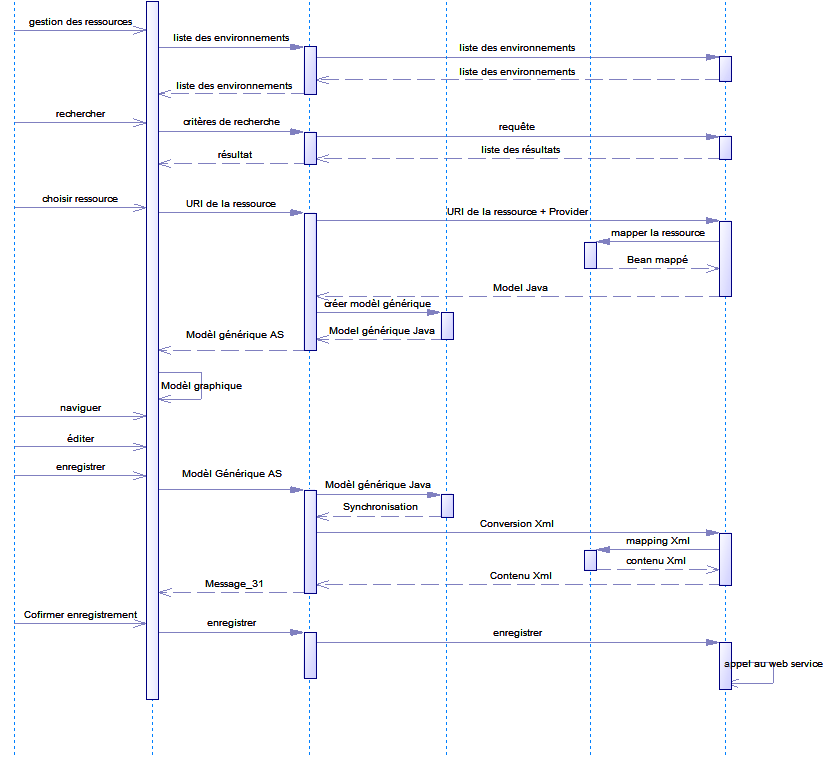 gestion des ressources
liste des environnements
liste des environnements
liste des environnements
liste des environnements
rechercher
critères de recherche
requête
liste des résultats
résultat
choisir ressource
URI de la ressource
URI de la ressource + Provider
mapper la ressource
Bean mappé
Model Java
créer modèl générique
Model générique Java
Modèl générique AS
Modèl graphique
naviguer
éditer
enregistrer
Modèl Générique AS
Modèl générique Java
Synchronisation
Conversion Xml
mapping Xml
contenu Xml
Contenu Xml
Message_31
Cofirmer enregistrement
enregistrer
enregistrer
appel au web service